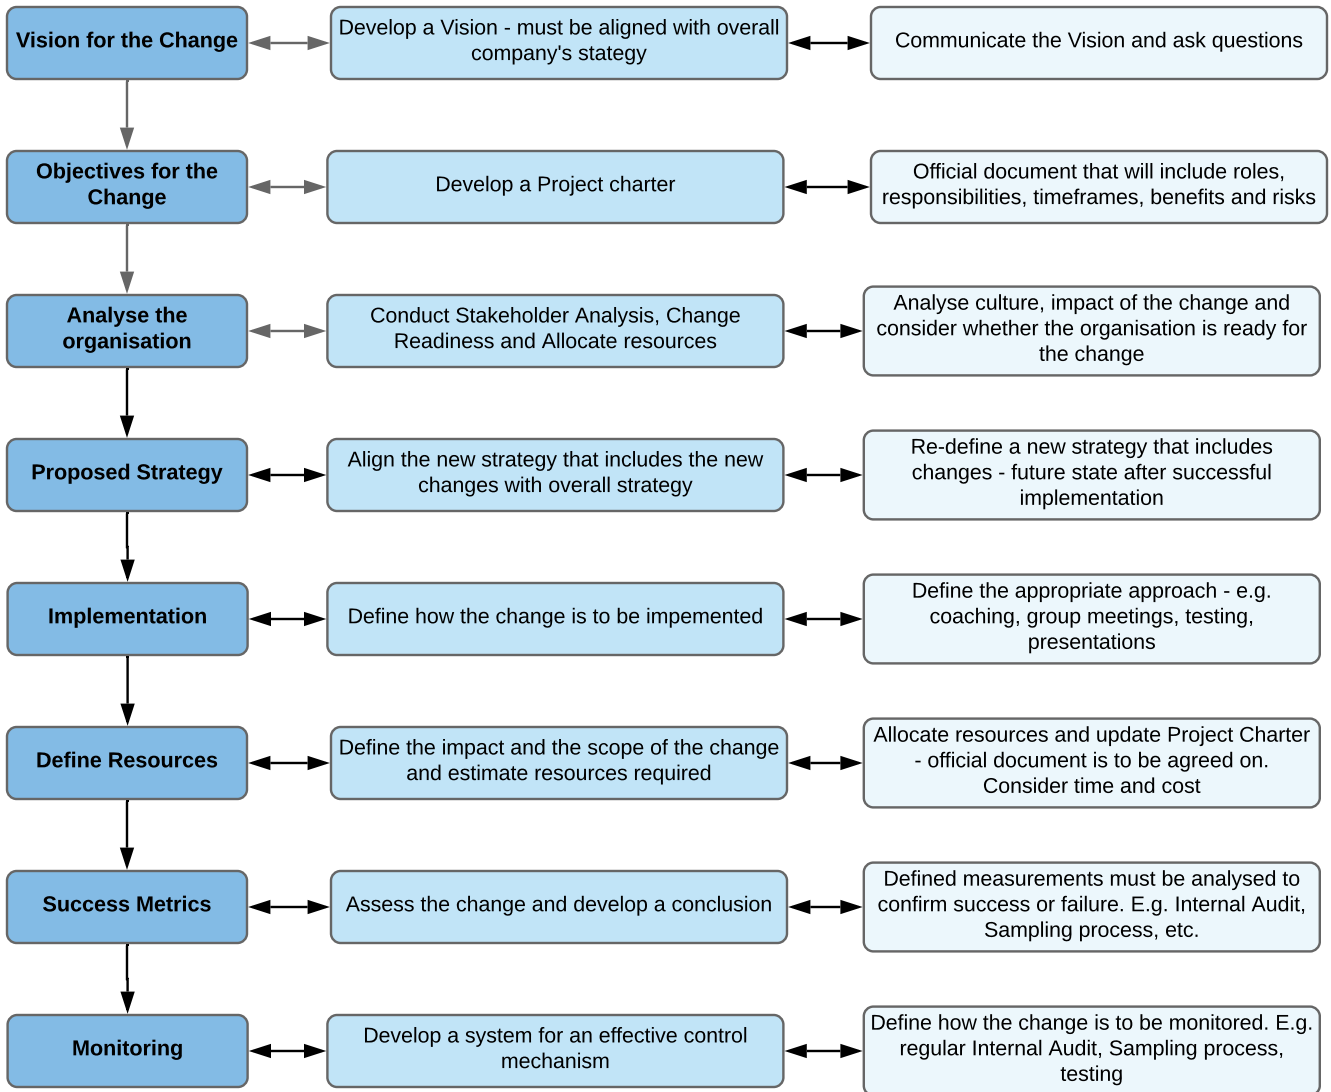 Vision for the Change
Develop a Vision - must be aligned with overall
company's stategy
Communicate the Vision and ask questions
Objectives for the
Change
Develop a Project charter
Official document that will include roles,
responsibilities, timeframes, benefits and risks
Analyse the
organisation
Conduct Stakeholder Analysis, Change
Readiness and Allocate resources
Analyse culture, impact of the change and
consider whether the organisation is ready for
the change
Proposed Strategy
Align the new strategy that includes the new
changes with overall strategy
Re-define a new strategy that includes
changes - future state after successful
implementation
Implementation
Define how the change is to be impemented
Define the appropriate approach - e.g.
coaching, group meetings, testing,
presentations
Define Resources
Define the impact and the scope of the change
and estimate resources required
Allocate resources and update Project Charter
- official document is to be agreed on.
Consider time and cost
Success Metrics
Assess the change and develop a conclusion
Defined measurements must be analysed to
confirm success or failure. E.g. Internal Audit,
Sampling process, etc.
Monitoring
Develop a system for an effective control
mechanism
Define how the change is to be monitored. E.g.
regular Internal Audit, Sampling process,
testing